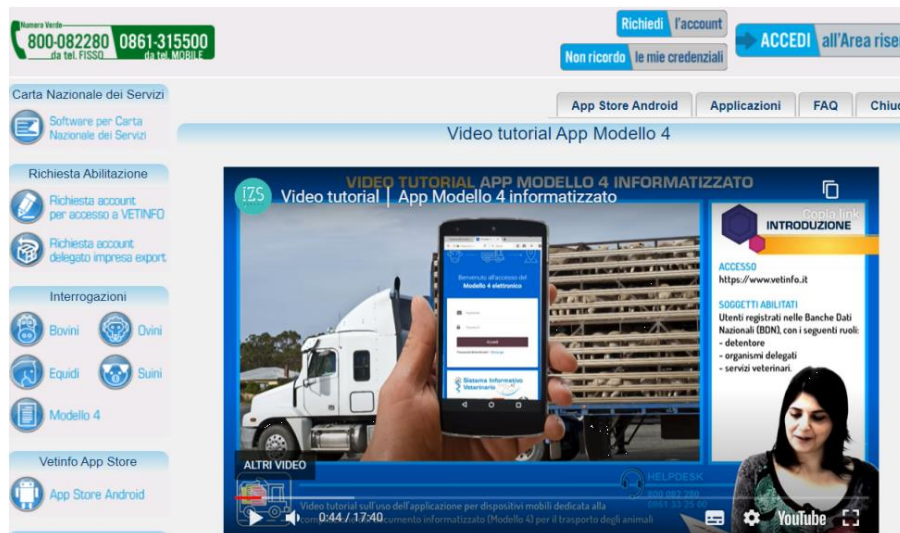 Numero Verde
800-082280 0861-315500
da tel. FISSO da tel. MOBILE
Richiedi l'account
Non ricordo le mie credenziali
ACCEDI all'Area rise
Carta Nazionale dei Servizi
Software per Carta
Nazionale dei Servizi
Richiesta Abilitazione
Richiesta account
per accesso a VETINFO
Richiesta account
delegato impresa export
Interrogazioni
Bovini
Ovini
Equidi
Suini
Modello 4
Vetinfo App Store
App Store Android
App Store Android
Applicazioni
FAQ
Chiud
Video tutorial App Modello 4
VIDEO TUTORIAL APP MODELLO 4 INFORMATIZZATO
IZS
Video tutorial | App Modello 4 informatizzato
Copia link
Benvenuto all'accesso del
Modello 4 elettronico
Accedi
Sistema Informativo
Veterinario
INTRODUZIONE
ACCESSO
https://www.vetinfo.it
SOGGETTI ABILITATI
Utenti registrati nelle Banche Dati
Nazionali (BDN), con i seguenti ruoli:
- detentore
- organismi delegati
- servizi veterinari.
ALTRI VIDEO
HELPDESK
800 082 280
Video tutorial sull'uso dell'applicazione per dispositivi mobili dedicata alla
documento informatizzato (Modello 4) per il trasporto degli animali
0:44 / 17:40
YouTube